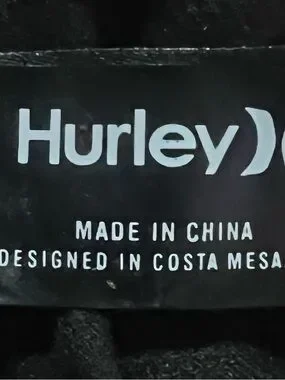 Hurley)(
MADE IN CHINA
DESIGNED IN COSTA MESA